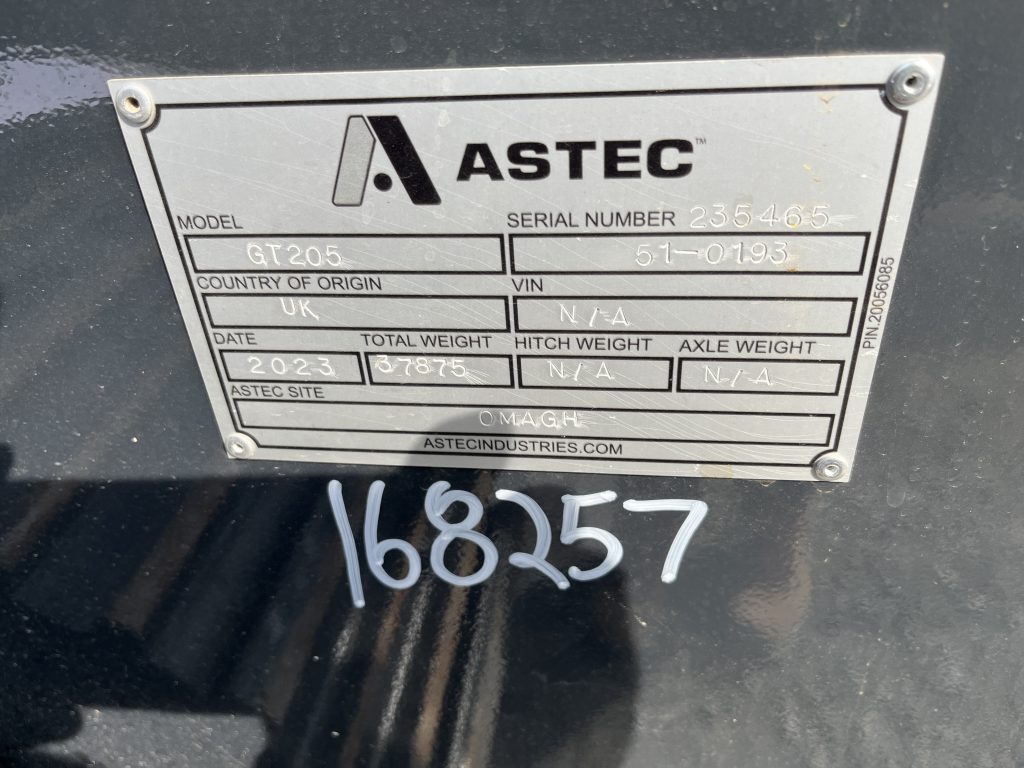 ASTEC™
MODEL
SERIAL NUMBER 235465
GT205
51-0193
COUNTRY OF ORIGIN
VIN
UK
N/A
DATE
TOTAL WEIGHT
HITCH WEIGHT
AXLE WEIGHT
2023
37875
N/A
N/A
ASTEC SITE
OMAGH
ASTECINDUSTRIES.COM
PIN.20056085
168257